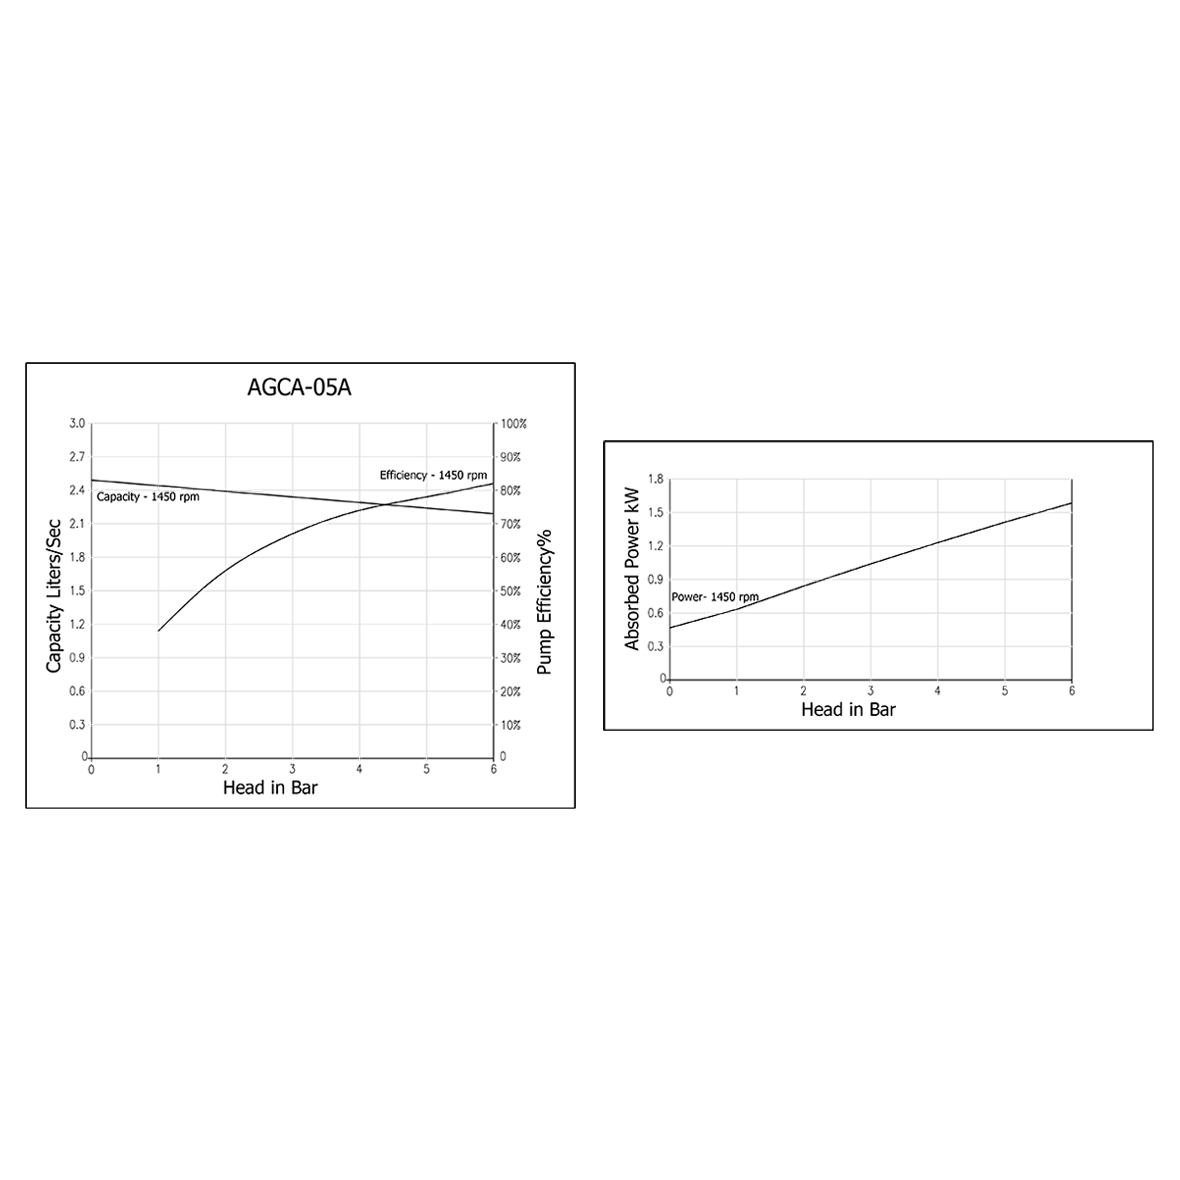 AGCA-05A
3.0
2.7
2.4
2.1
1.8
1.5
1.2
0.9
0.6
0.3
0
Capacity Liters/Sec
100%
90%
80%
70%
60%
50%
40%
30%
20%
10%
0
Pump Efficiency%
Efficiency - 1450 rpm
Capacity - 1450 rpm
0 1 2 3 4 5 6
Head in Bar
1.8
1.5
1.2
0.9
0.6
0.3
0
Absorbed Power kW
Power- 1450 rpm
0 1 2 3 4 5 6
Head in Bar